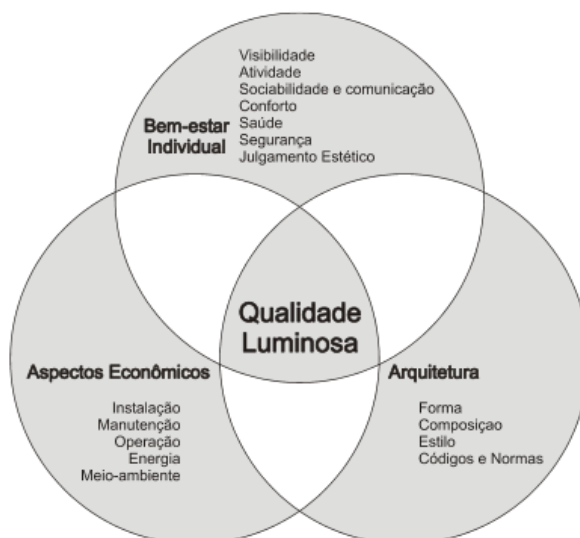 Visibilidade
Atividade
Sociabilidade e comunicação
Conforto
Saúde
Segurança
Julgamento Estético
Bem-estar
Individual
Qualidade
Luminosa
Aspectos Econômicos
Instalação
Manutenção
Operação
Energia
Meio-ambiente
Arquitetura
Forma
Composiçao
Estilo
Códigos e Normas